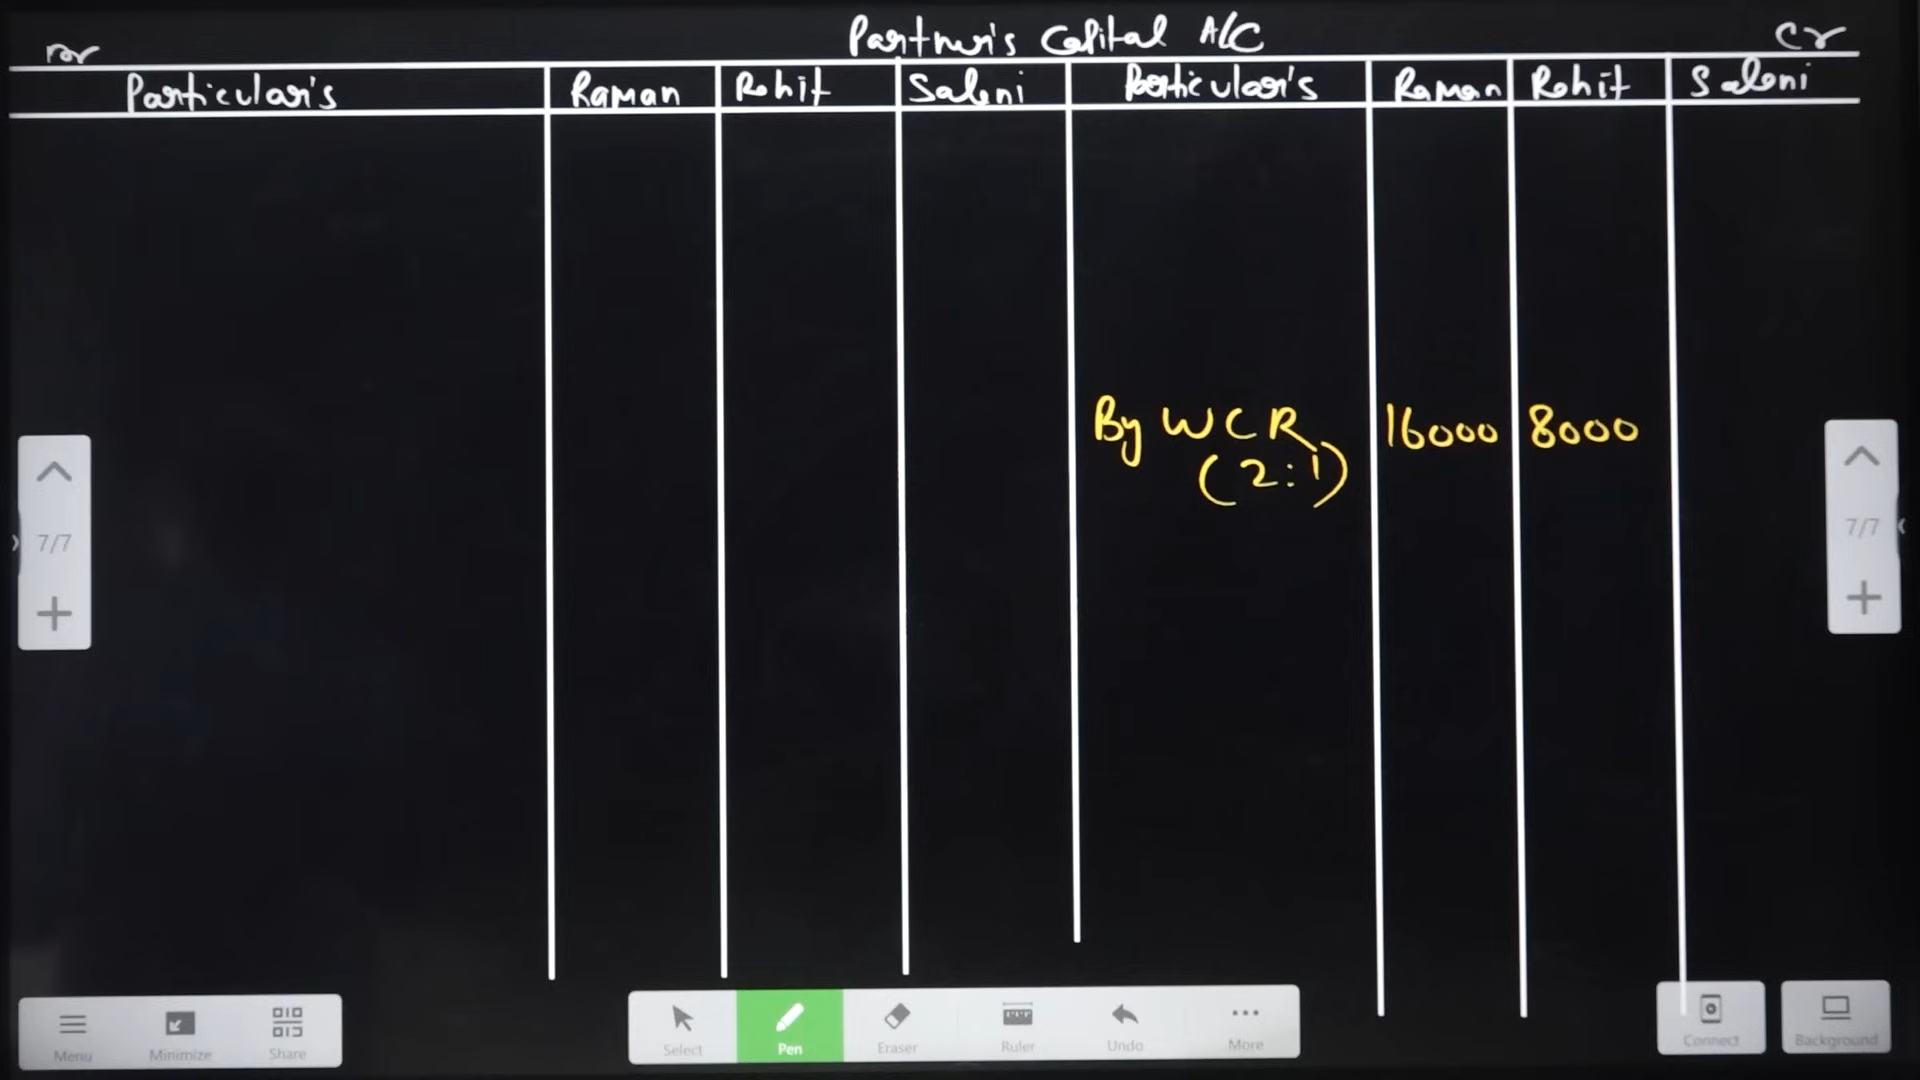 Partner's Capital A/C
Dr Cr
Particular's Raman Rohit Saloni Particular's Raman Rohit Saloni
By WCR 16000 8000
(2:1)
7/7
7/7
Menu Minimize Share Select Pen Eraser Ruler Undo More Connect Background